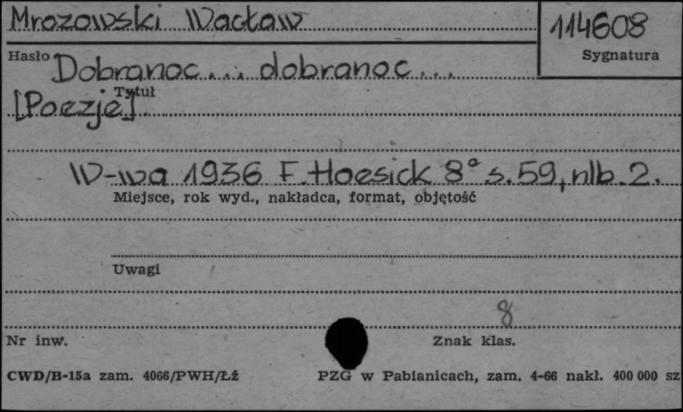 Mrozowski Wacław
114608
Hasło
Sygnatura
Dobranoc... dobranoc...
Tytuł
[Poezje]
W-wa 1936 F. Hoesick 8° s. 59, nlb. 2.
Miejsce, rok wyd., nakładca, format, objętość
Uwagi
8
Nr inw.
Znak klas.
CWD/B-15a zam. 4066/PWH/Łź
PZG w Pabianicach, zam. 4-66 nakł. 400 000 sz